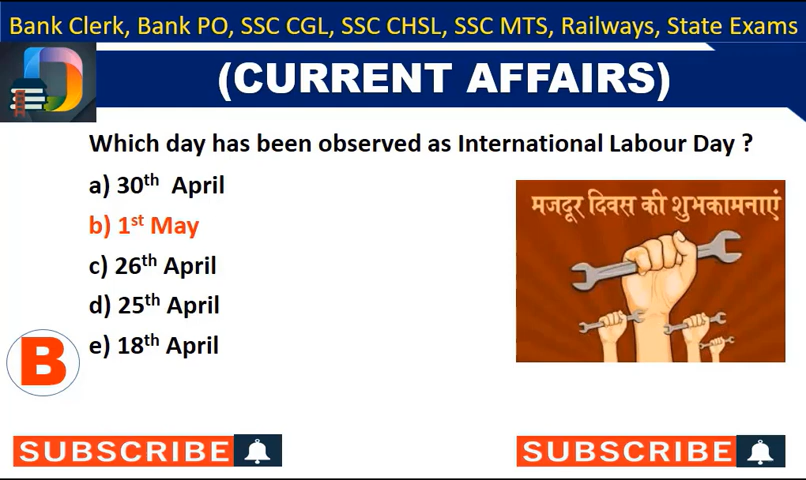 Bank Clerk, Bank PO, SSC CGL, SSC CHSL, SSC MTS, Railways, State Exams
(CURRENT AFFAIRS)
Which day has been observed as International Labour Day ?
a) 30th April
b) 1st May
c) 26th April
d) 25th April
e) 18th April
B
मजदूर दिवस की शुभकामनाएं
SUBSCRIBE
SUBSCRIBE